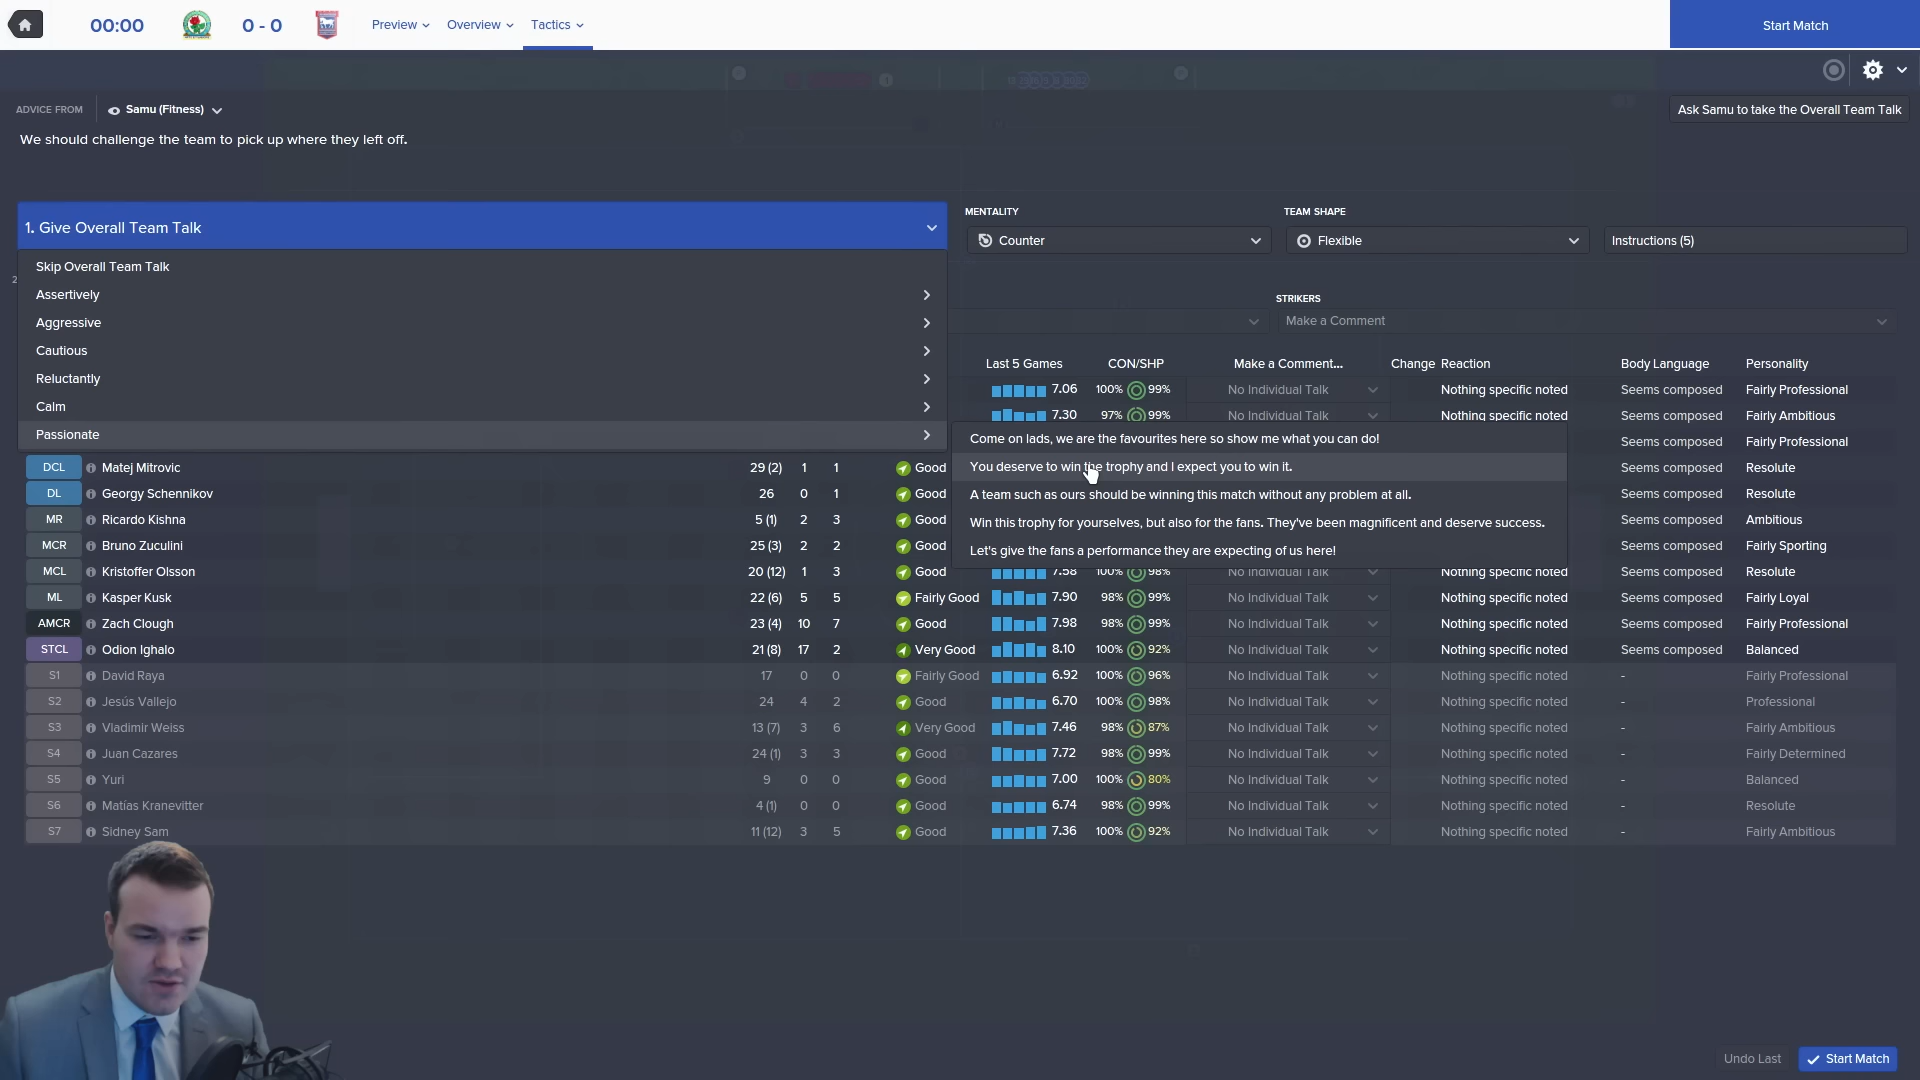 00:00 0 - 0 Preview Overview Tactics Start Match
ADVICE FROM Samu (Fitness) Ask Samu to take the Overall Team Talk
We should challenge the team to pick up where they left off.
1. Give Overall Team Talk
MENTALITY TEAM SHAPE
Counter Flexible Instructions (5)
Skip Overall Team Talk
2
Assertively
STRIKERS
Aggressive Make a Comment
Cautious
Last 5 Games CON/SHP Make a Comment... Change Reaction Body Language Personality
Reluctantly
7.06 100% 99% No Individual Talk Nothing specific noted Seems composed Fairly Professional
Calm
7.30 97% 99% No Individual Talk Nothing specific noted Seems composed Fairly Ambitious
Passionate
Come on lads, we are the favourites here so show me what you can do! Seems composed Fairly Professional
DCL Matej Mitrovic 29 (2) 1 1 Good You deserve to win the trophy and I expect you to win it. Seems composed Resolute
DL Georgy Schennikov 26 0 1 Good A team such as ours should be winning this match without any problem at all. Seems composed Resolute
MR Ricardo Kishna 5 (1) 2 3 Good Win this trophy for yourselves, but also for the fans. They've been magnificent and deserve success. Seems composed Ambitious
MCR Bruno Zuculini 25 (3) 2 2 Good Let's give the fans a performance they are expecting of us here! Seems composed Fairly Sporting
MCL Kristoffer Olsson 20 (12) 1 3 Good 7.58 100% 98% No Individual Talk Nothing specific noted Seems composed Resolute
ML Kasper Kusk 22 (6) 5 5 Fairly Good 7.90 98% 99% No Individual Talk Nothing specific noted Seems composed Fairly Loyal
AMCR Zach Clough 23 (4) 10 7 Good 7.98 98% 99% No Individual Talk Nothing specific noted Seems composed Fairly Professional
STCL Odion Ighalo 21 (8) 17 2 Very Good 8.10 100% 92% No Individual Talk Nothing specific noted Seems composed Balanced
S1 David Raya 17 0 0 Fairly Good 6.92 100% 96% No Individual Talk Nothing specific noted - Fairly Professional
S2 Jesús Vallejo 24 4 2 Good 6.70 100% 98% No Individual Talk Nothing specific noted - Professional
S3 Vladimir Weiss 13 (7) 3 6 Very Good 7.46 98% 87% No Individual Talk Nothing specific noted - Fairly Ambitious
S4 Juan Cazares 24 (1) 3 3 Good 7.72 98% 99% No Individual Talk Nothing specific noted - Fairly Determined
S5 Yuri 9 0 0 Good 7.00 100% 80% No Individual Talk Nothing specific noted - Balanced
S6 Matías Kranevitter 4 (1) 0 0 Good 6.74 98% 99% No Individual Talk Nothing specific noted - Resolute
S7 Sidney Sam 11 (12) 3 5 Good 7.36 100% 92% No Individual Talk Nothing specific noted - Fairly Ambitious
Undo Last Start Match